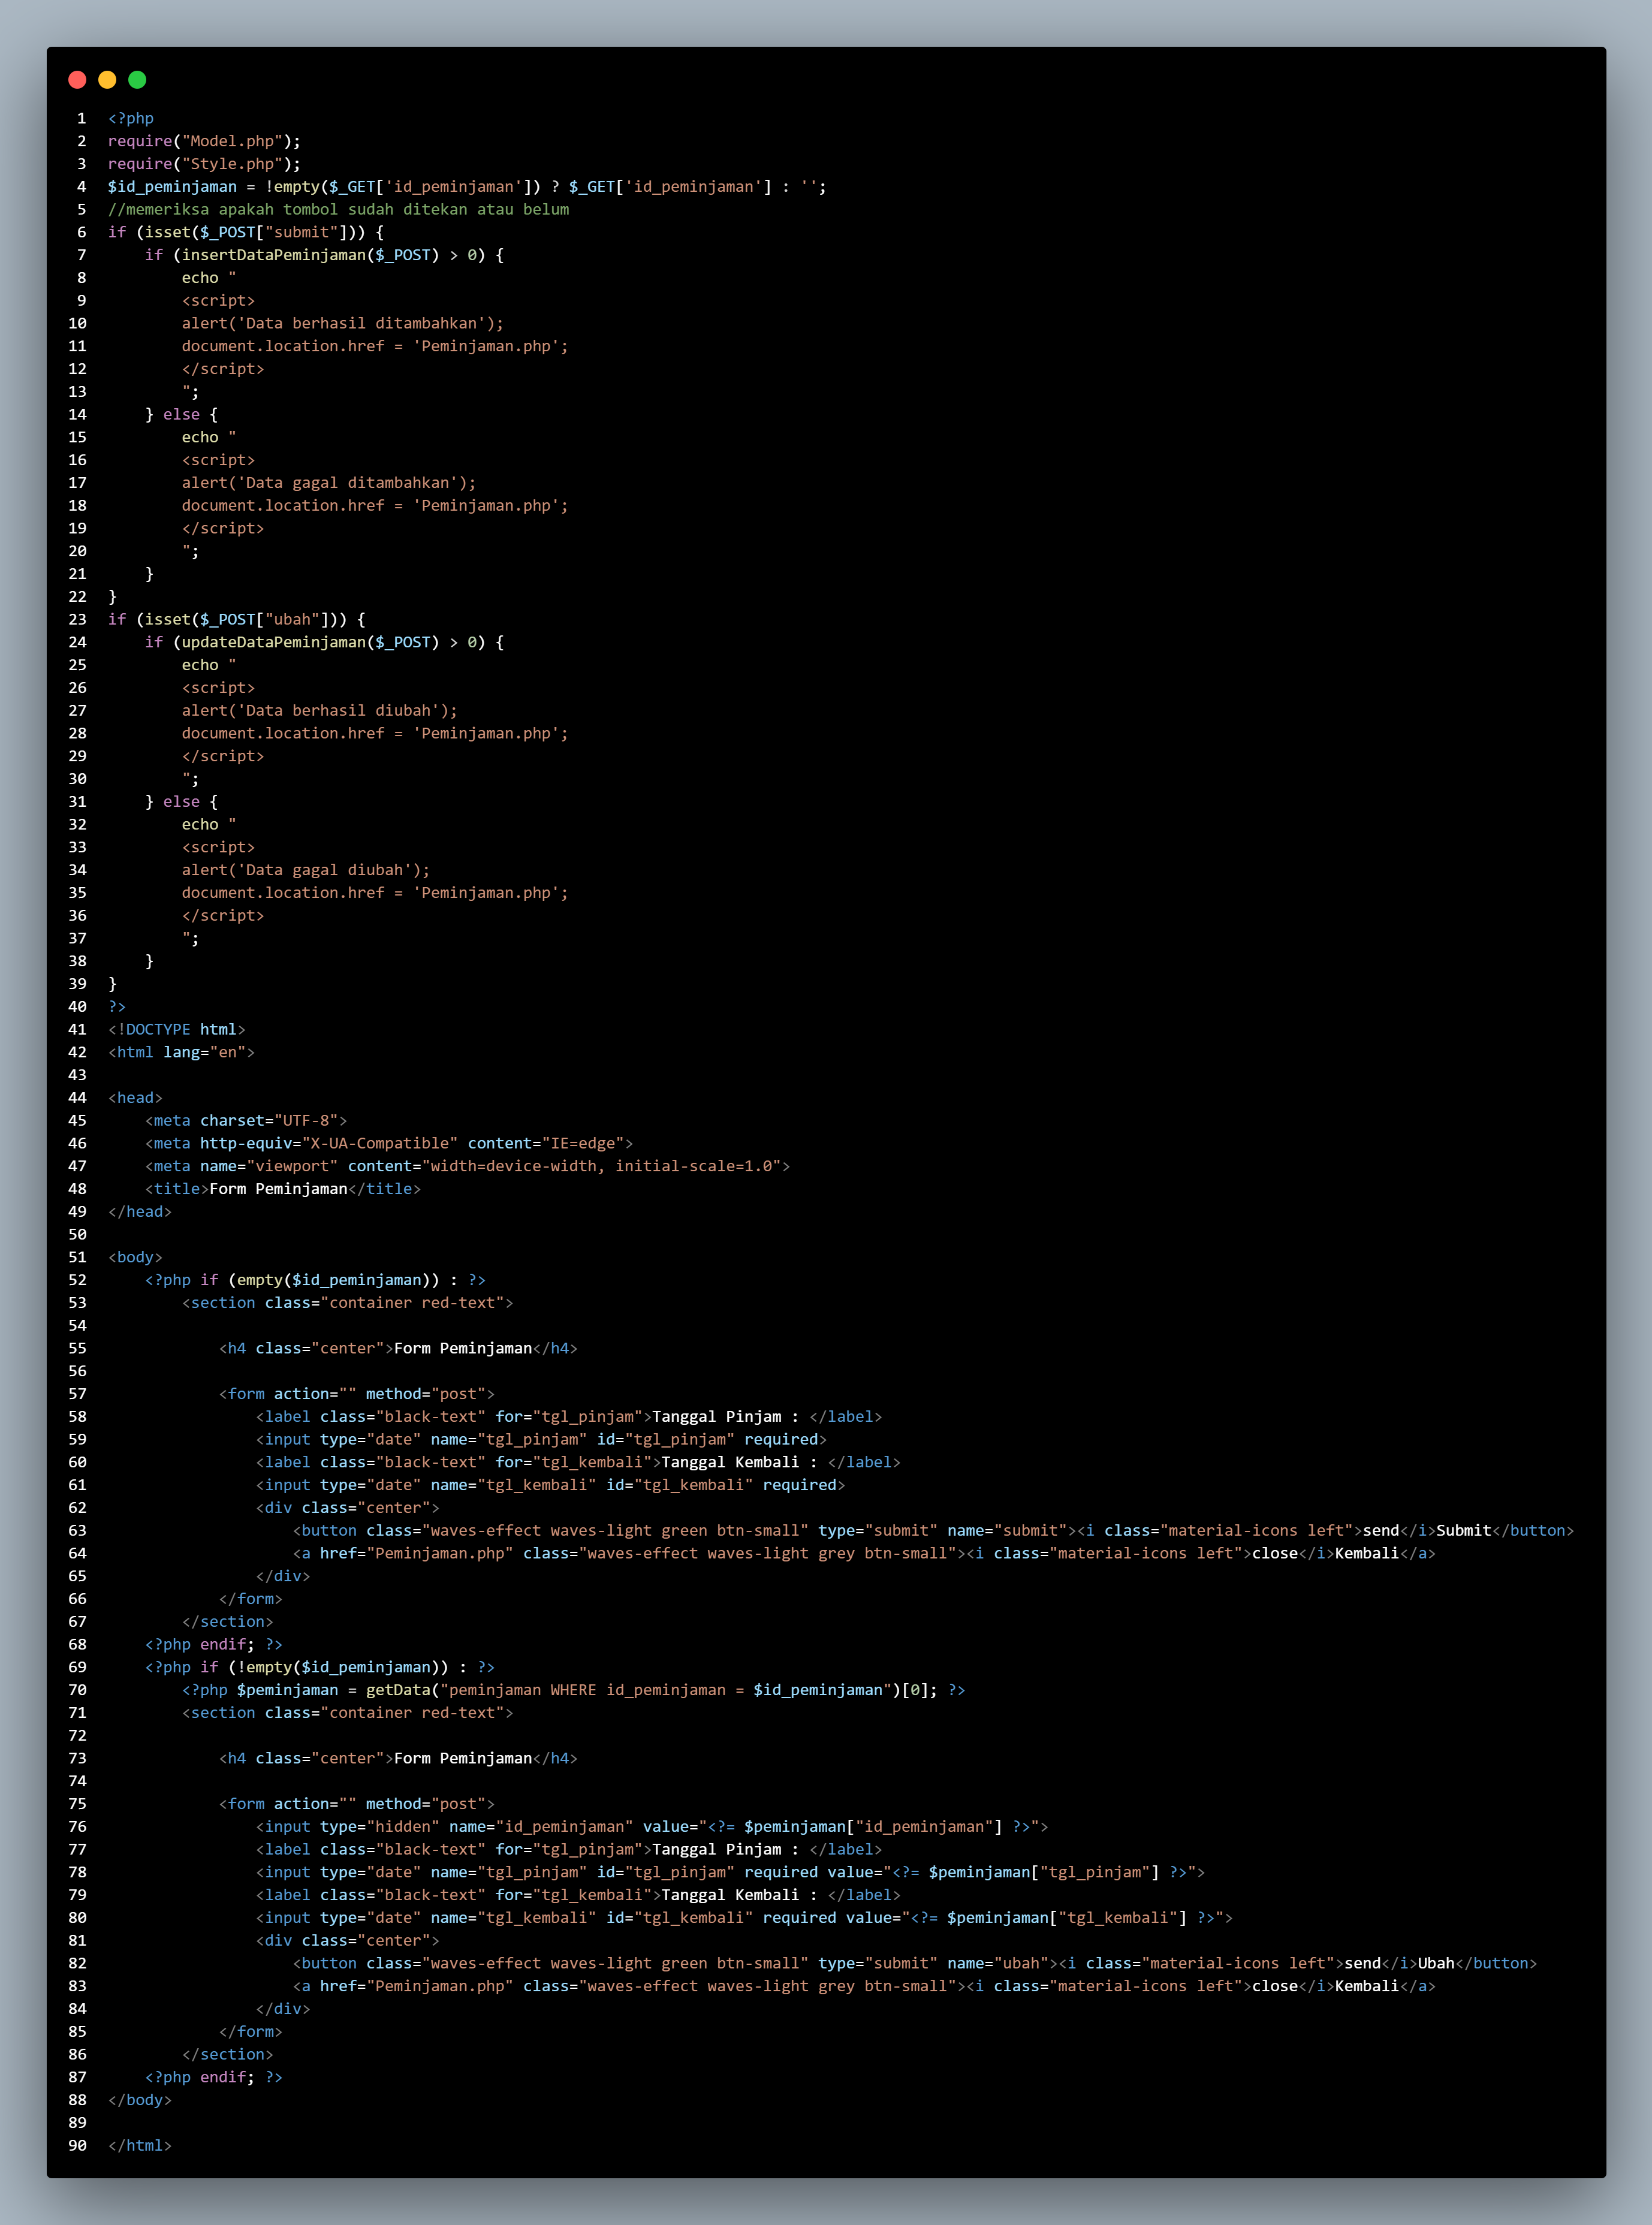 1 <?php
2 require("Model.php");
3 require("Style.php");
4 $id_peminjaman = !empty($_GET['id_peminjaman']) ? $_GET['id_peminjaman'] : '';
5 //memeriksa apakah tombol sudah ditekan atau belum
6 if (isset($_POST["submit"])) {
7     if (insertDataPeminjaman($_POST) > 0) {
8         echo "
9         <script>
10         alert('Data berhasil ditambahkan');
11         document.location.href = 'Peminjaman.php';
12         </script>
13         ";
14     } else {
15         echo "
16         <script>
17         alert('Data gagal ditambahkan');
18         document.location.href = 'Peminjaman.php';
19         </script>
20         ";
21     }
22 }
23 if (isset($_POST["ubah"])) {
24     if (updateDataPeminjaman($_POST) > 0) {
25         echo "
26         <script>
27         alert('Data berhasil diubah');
28         document.location.href = 'Peminjaman.php';
29         </script>
30         ";
31     } else {
32         echo "
33         <script>
34         alert('Data gagal diubah');
35         document.location.href = 'Peminjaman.php';
36         </script>
37         ";
38     }
39 }
40 ?>
41 <!DOCTYPE html>
42 <html lang="en">
43
44 <head>
45     <meta charset="UTF-8">
46     <meta http-equiv="X-UA-Compatible" content="IE=edge">
47     <meta name="viewport" content="width=device-width, initial-scale=1.0">
48     <title>Form Peminjaman</title>
49 </head>
50
51 <body>
52     <?php if (empty($id_peminjaman)) : ?>
53         <section class="container red-text">
54
55             <h4 class="center">Form Peminjaman</h4>
56
57             <form action="" method="post">
58                 <label class="black-text" for="tgl_pinjam">Tanggal Pinjam : </label>
59                 <input type="date" name="tgl_pinjam" id="tgl_pinjam" required>
60                 <label class="black-text" for="tgl_kembali">Tanggal Kembali : </label>
61                 <input type="date" name="tgl_kembali" id="tgl_kembali" required>
62                 <div class="center">
63                     <button class="waves-effect waves-light green btn-small" type="submit" name="submit"><i class="material-icons left">send</i>Submit</button>
64                     <a href="Peminjaman.php" class="waves-effect waves-light grey btn-small"><i class="material-icons left">close</i>Kembali</a>
65                 </div>
66             </form>
67         </section>
68     <?php endif; ?>
69     <?php if (!empty($id_peminjaman)) : ?>
70         <?php $peminjaman = getData("peminjaman WHERE id_peminjaman = $id_peminjaman")[0]; ?>
71         <section class="container red-text">
72
73             <h4 class="center">Form Peminjaman</h4>
74
75             <form action="" method="post">
76                 <input type="hidden" name="id_peminjaman" value="<?= $peminjaman["id_peminjaman"] ?>">
77                 <label class="black-text" for="tgl_pinjam">Tanggal Pinjam : </label>
78                 <input type="date" name="tgl_pinjam" id="tgl_pinjam" required value="<?= $peminjaman["tgl_pinjam"] ?>">
79                 <label class="black-text" for="tgl_kembali">Tanggal Kembali : </label>
80                 <input type="date" name="tgl_kembali" id="tgl_kembali" required value="<?= $peminjaman["tgl_kembali"] ?>">
81                 <div class="center">
82                     <button class="waves-effect waves-light green btn-small" type="submit" name="ubah"><i class="material-icons left">send</i>Ubah</button>
83                     <a href="Peminjaman.php" class="waves-effect waves-light grey btn-small"><i class="material-icons left">close</i>Kembali</a>
84                 </div>
85             </form>
86         </section>
87     <?php endif; ?>
88 </body>
89
90 </html>